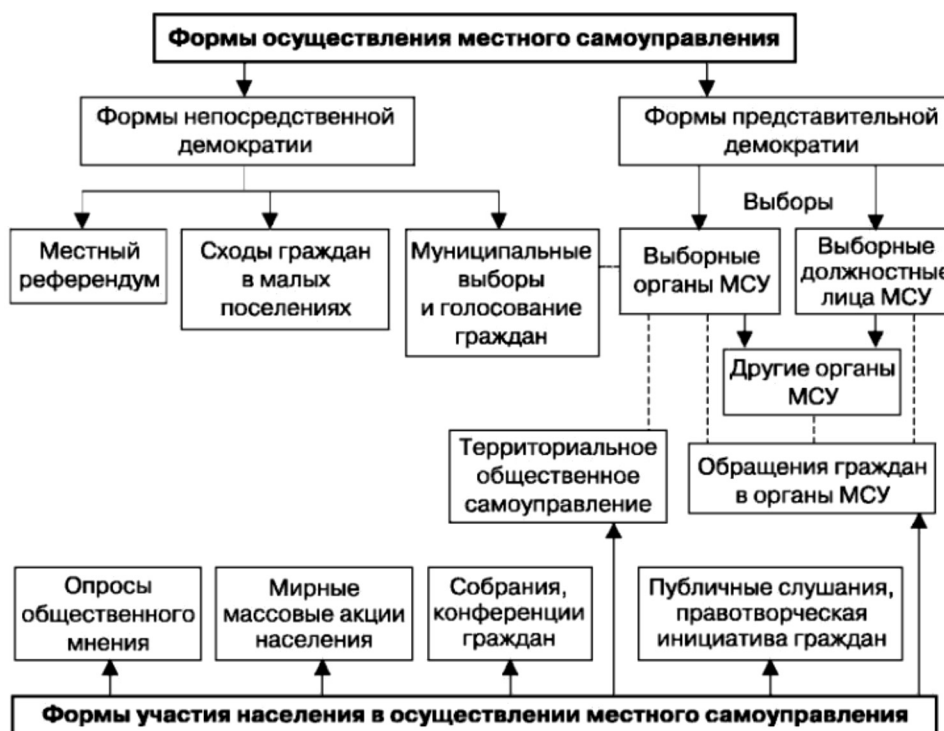 Формы осуществления местного самоуправления
Формы непосредственной
демократии
Формы представительной
демократии
Выборы
Местный
референдум
Сходы граждан
в малых
поселениях
Муниципальные
выборы
и голосование
граждан
Выборные
органы МСУ
Выборные
должностные
лица МСУ
Другие органы
МСУ
Территориальное
общественное
самоуправление
Обращения граждан
в органы МСУ
Опросы
общественного
мнения
Мирные
массовые акции
населения
Собрания,
конференции
граждан
Публичные слушания,
правотворческая
инициатива граждан
Формы участия населения в осуществлении местного самоуправления